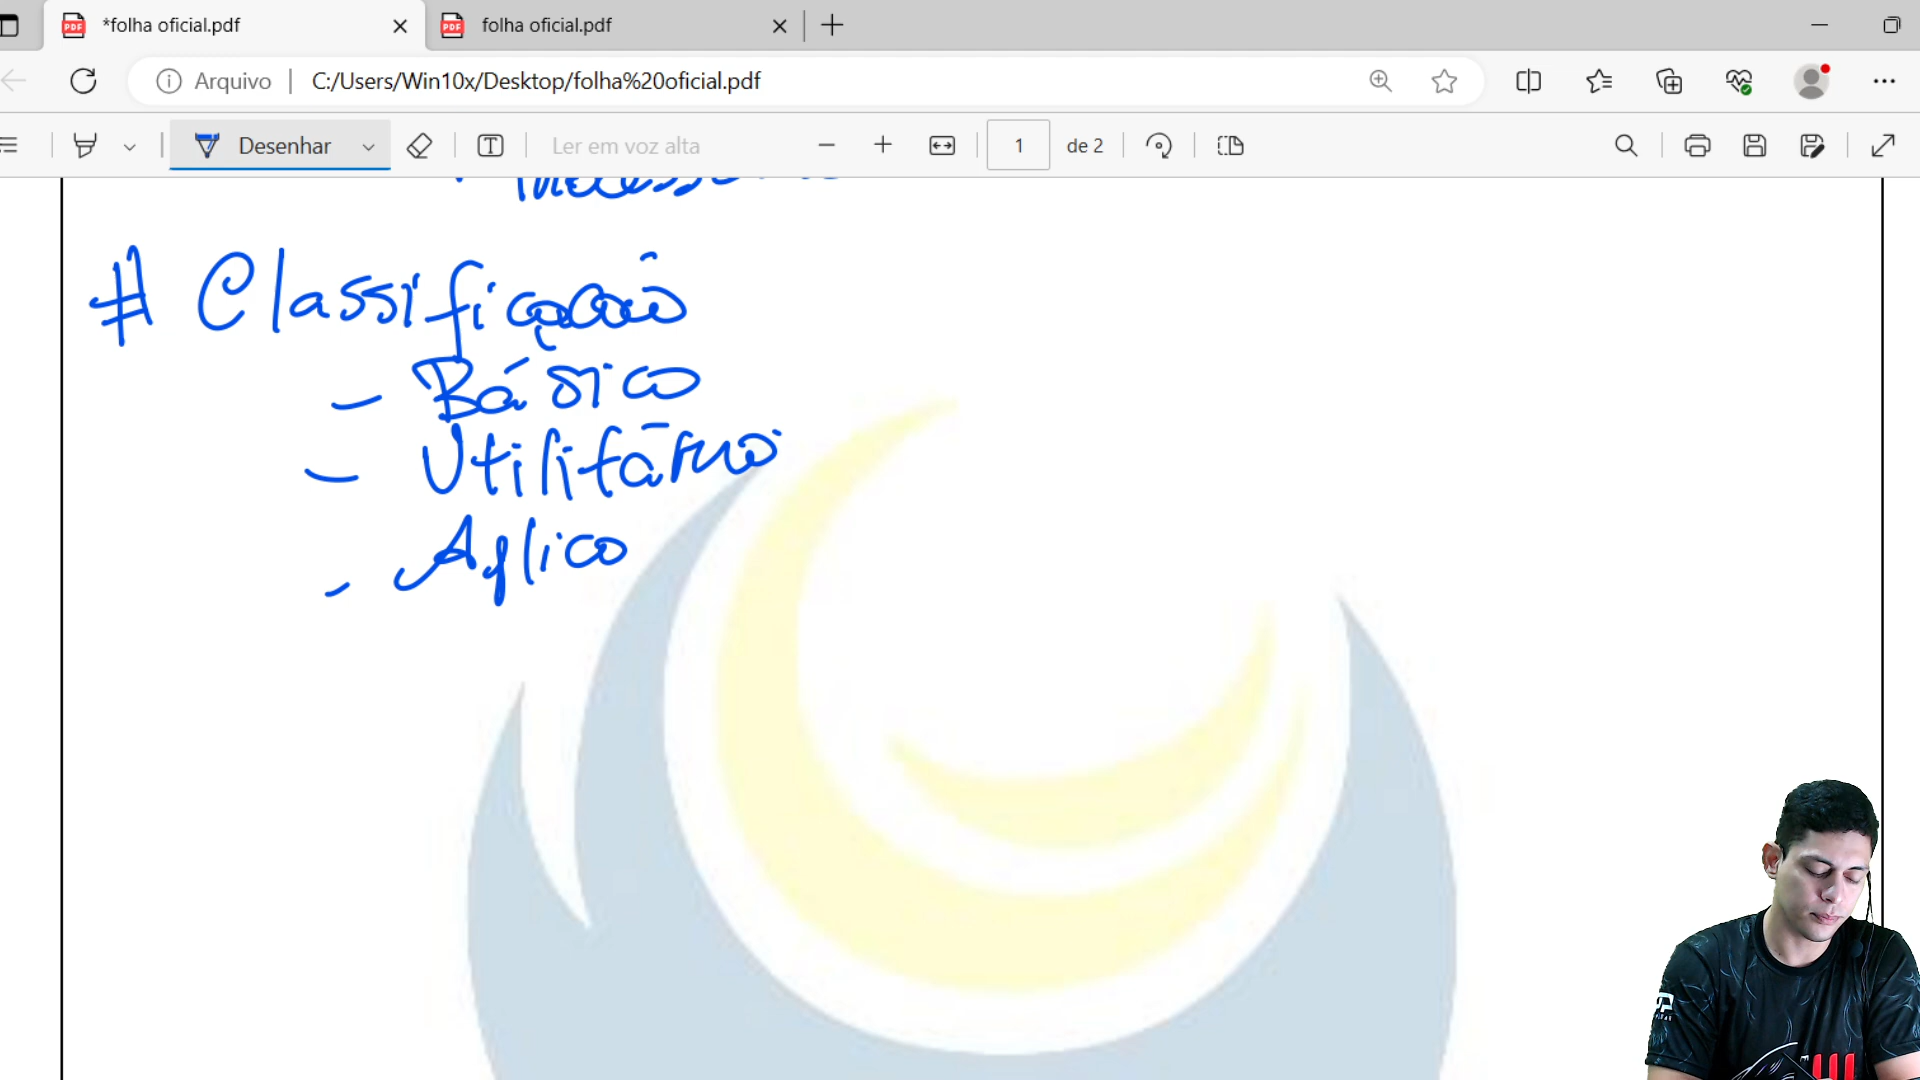 *folha oficial.pdf
folha oficial.pdf
Arquivo
C:/Users/Win10x/Desktop/folha%20oficial.pdf
Desenhar
T
Ler em voz alta
1
de 2
# Classificação
- Básico
- Utilitário
- Aplico